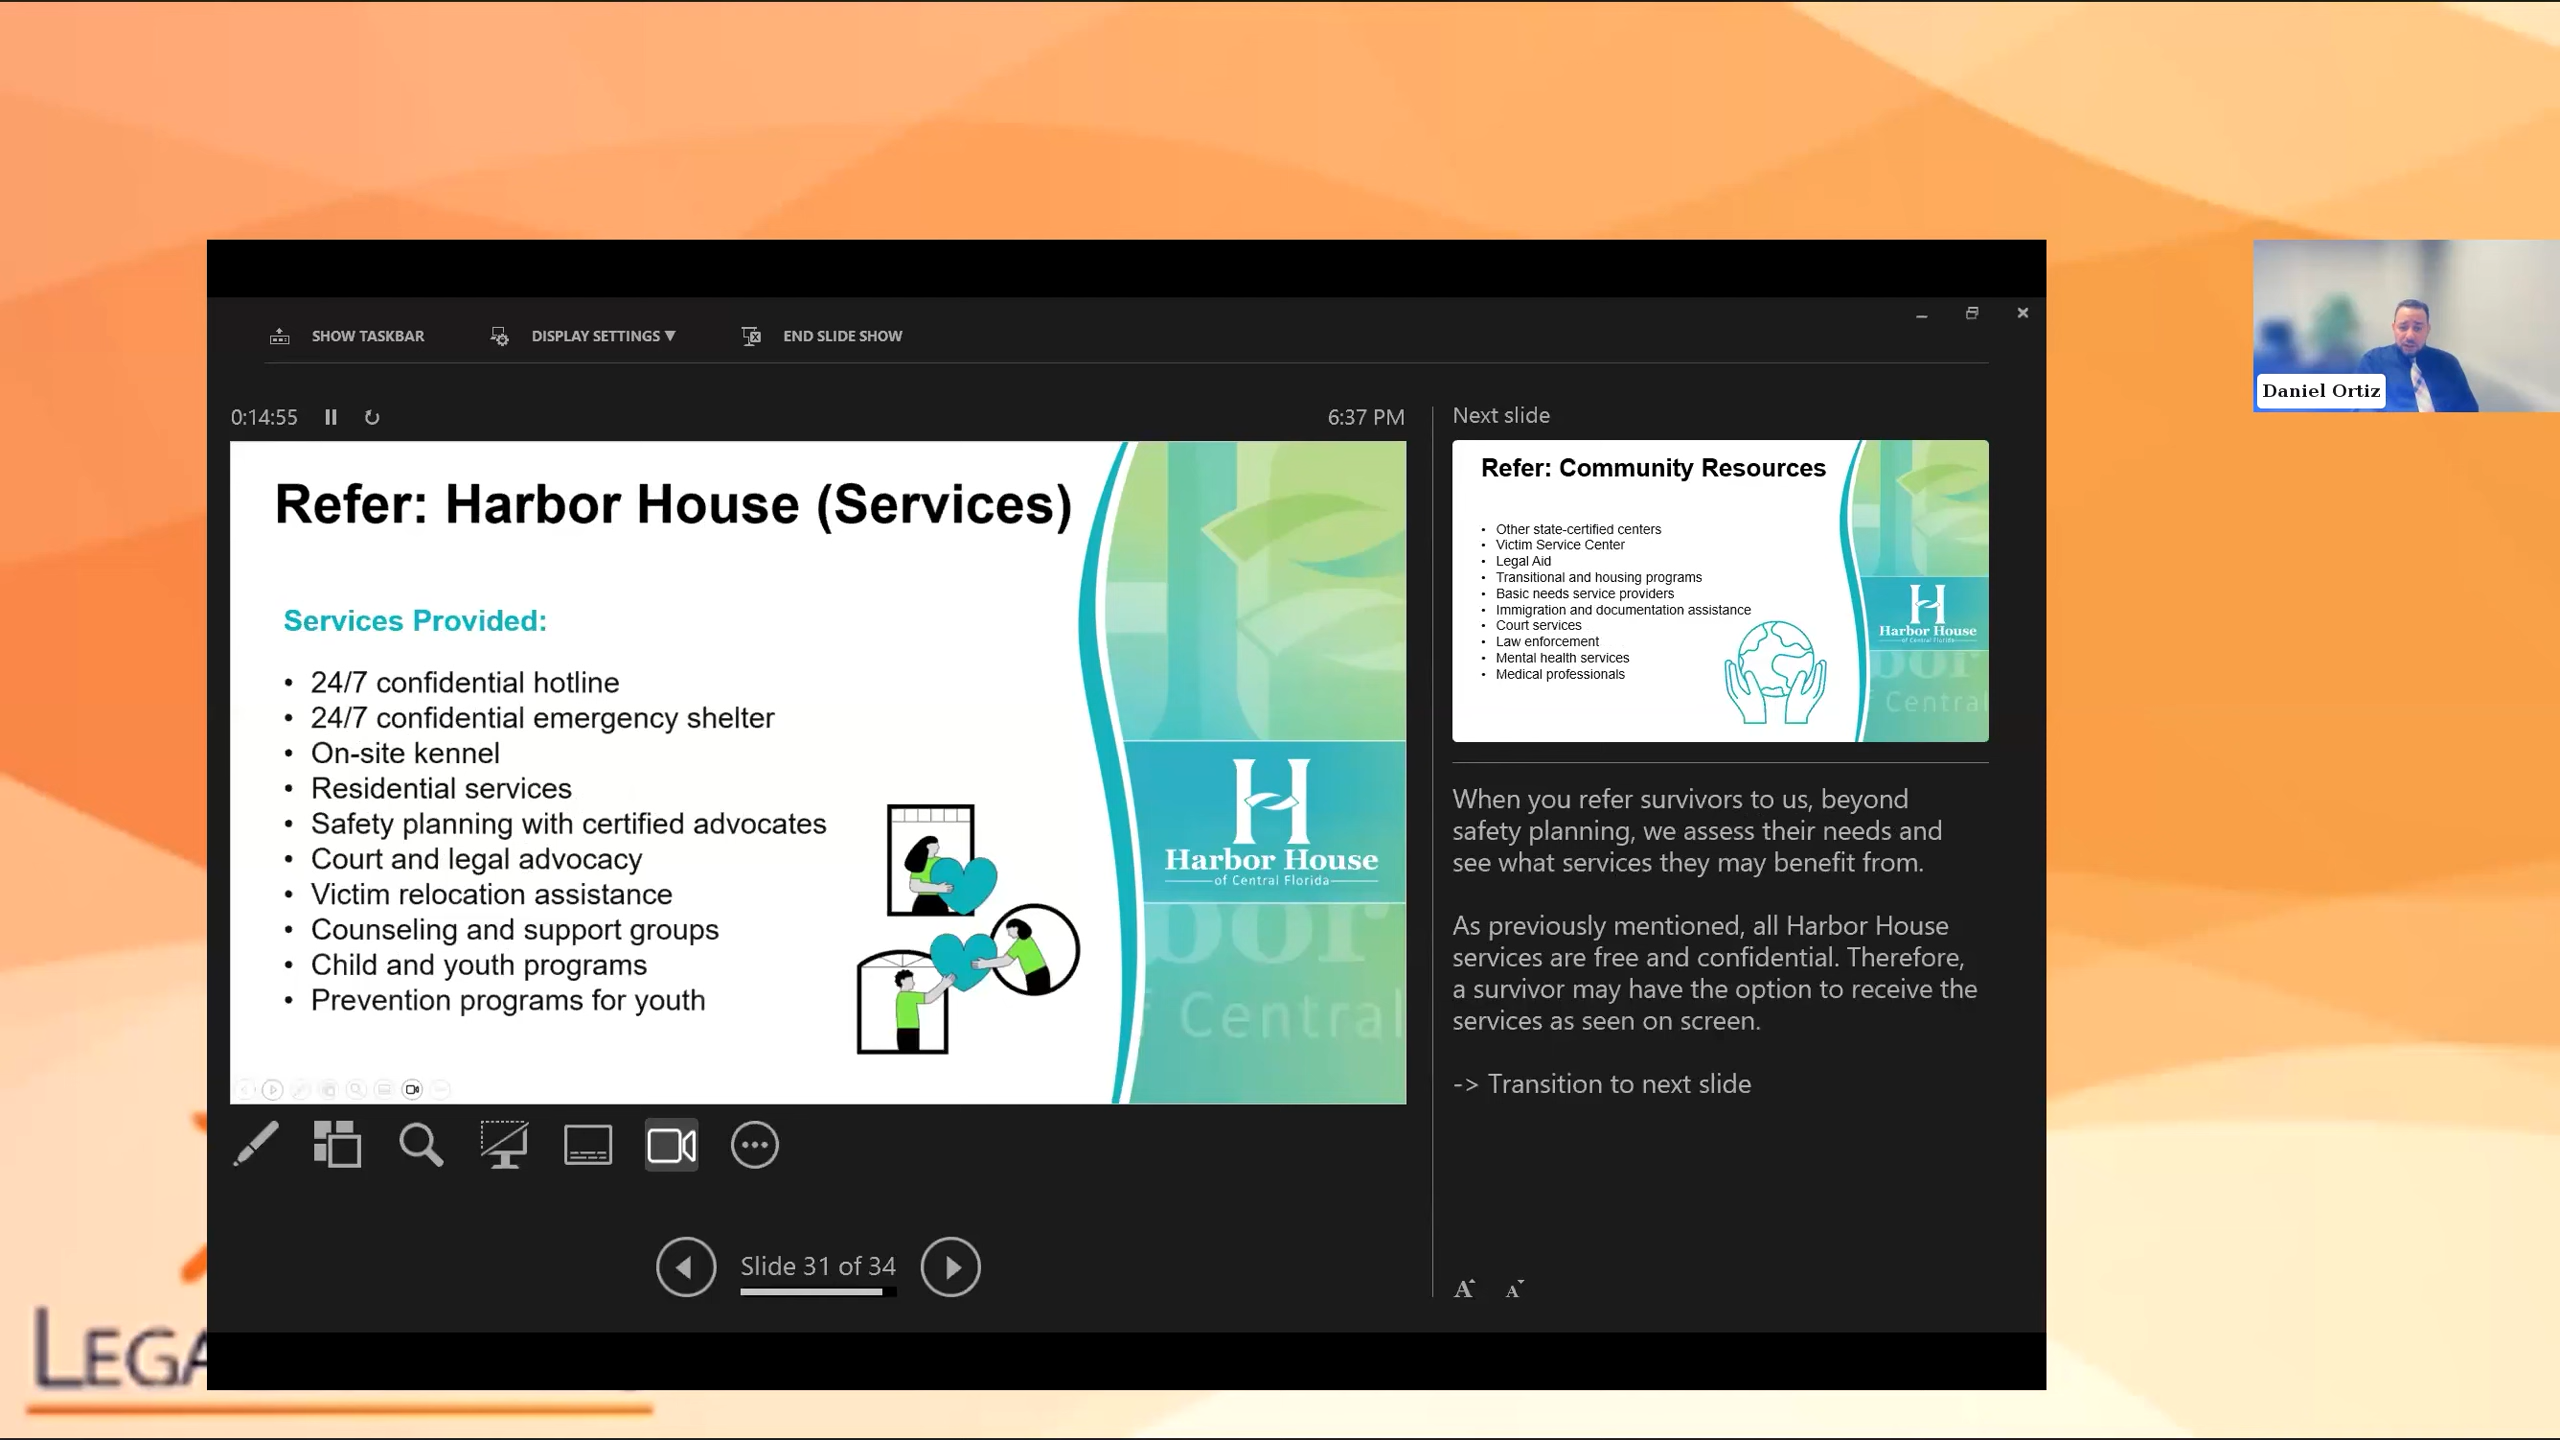 SHOW TASKBAR
DISPLAY SETTINGS ▼
END SLIDE SHOW
0:14:55
6:37 PM
Refer: Harbor House (Services)
Services Provided:
• 24/7 confidential hotline
• 24/7 confidential emergency shelter
• On-site kennel
• Residential services
• Safety planning with certified advocates
• Court and legal advocacy
• Victim relocation assistance
• Counseling and support groups
• Child and youth programs
• Prevention programs for youth
H
Harbor House
of Central Florida
bor
f Central
Slide 31 of 34
Next slide
Refer: Community Resources
• Other state-certified centers
• Victim Service Center
• Legal Aid
• Transitional and housing programs
• Basic needs service providers
• Immigration and documentation assistance
• Court services
• Law enforcement
• Mental health services
• Medical professionals
H
Harbor House
of Central Florida
bor
f Central
When you refer survivors to us, beyond
safety planning, we assess their needs and
see what services they may benefit from.
As previously mentioned, all Harbor House
services are free and confidential. Therefore,
a survivor may have the option to receive the
services as seen on screen.
-> Transition to next slide
A A
Daniel Ortiz
LEGA